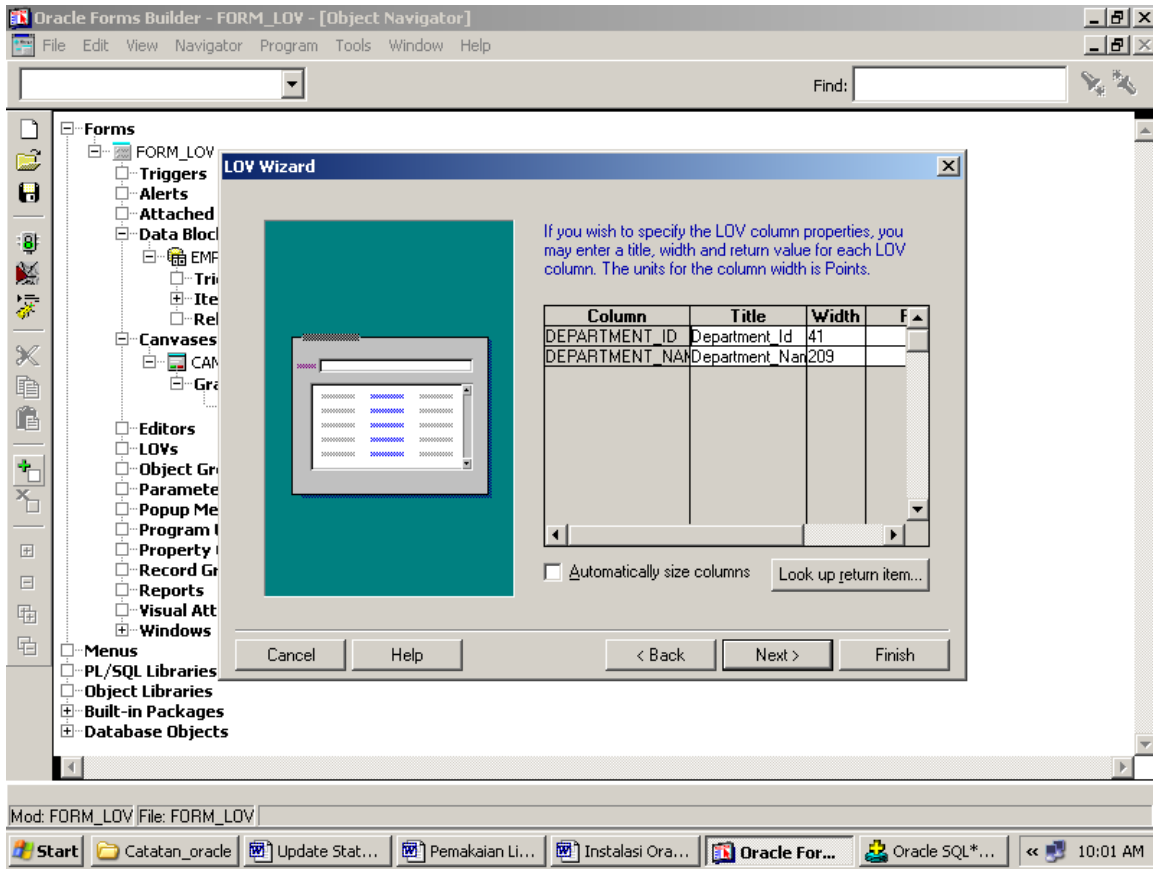 Oracle Forms Builder - FORM_LOV - [Object Navigator]
File Edit View Navigator Program Tools Window Help
Find:
Forms
FORM_LOV
Triggers
Alerts
Attached
Data Bloc
EMP
Tri
Ite
Rel
Canvases
CAN
Gra
Editors
LOVs
Object Gr
Paramete
Popup Me
Program
Property
Record Gr
Reports
Visual Att
Windows
Menus
PL/SQL Libraries
Object Libraries
Built-in Packages
Database Objects
LOV Wizard
If you wish to specify the LOV column properties, you
may enter a title, width and return value for each LOV
column. The units for the column width is Points.
Column Title Width
DEPARTMENT_ID Department_Id 41
DEPARTMENT_NAM Department_Nam 209
Automatically size columns Look up return item...
Cancel Help < Back Next > Finish
Mod: FORM_LOV File: FORM_LOV
Start Catatan_oracle Update Stat... Pemakaian Li... Instalasi Ora... Oracle For... Oracle SQL*... « 10:01 AM